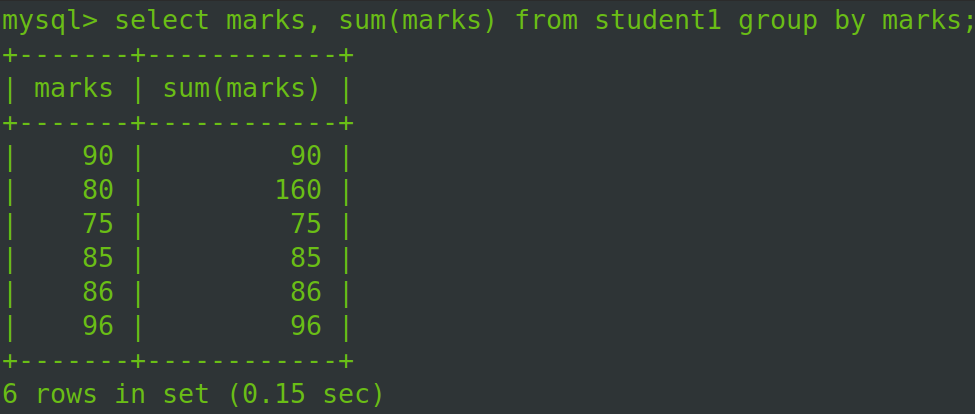 mysql> select marks, sum(marks) from student1 group by marks;
+-------+------------+
| marks | sum(marks) |
+-------+------------+
|    90 |         90 |
|    80 |        160 |
|    75 |         75 |
|    85 |         85 |
|    86 |         86 |
|    96 |         96 |
+-------+------------+
6 rows in set (0.15 sec)